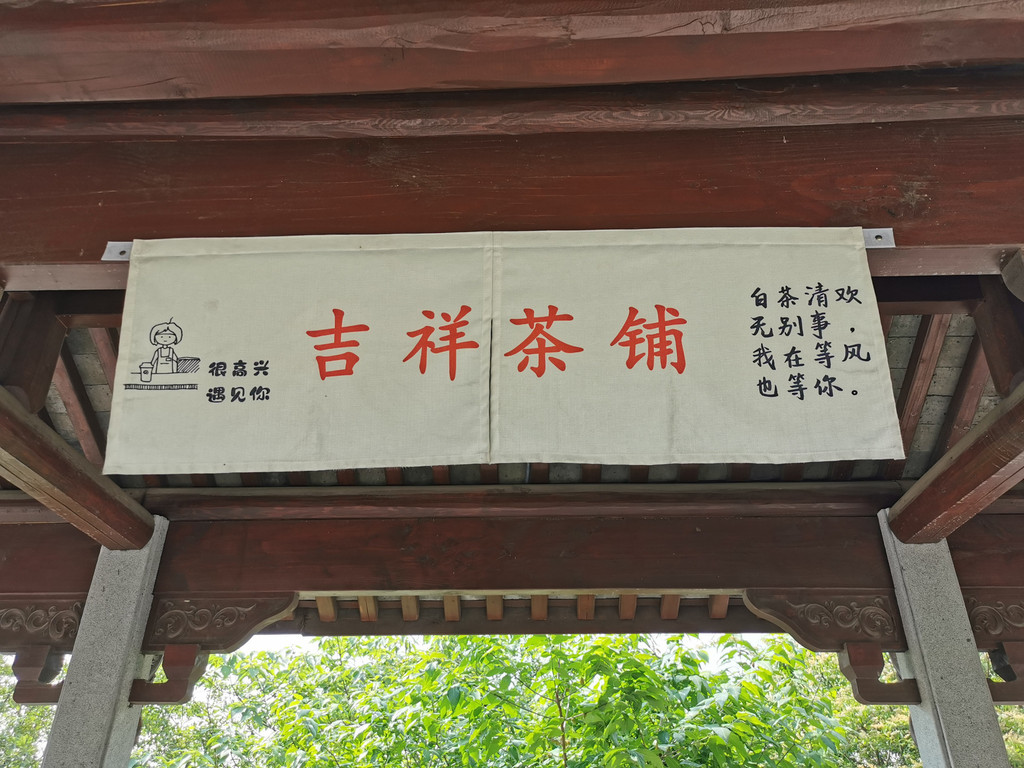 很高兴
遇见你
吉祥茶铺
白茶清欢
无别事，
我在等风
也等你。